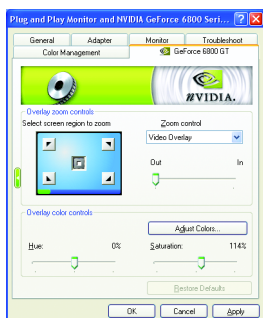 Plug and Play Monitor and NVIDIA GeForce 6800 Seri...
General Adapter Monitor Troubleshoot
Color Management GeForce 6800 GT
NVIDIA.
Overlay zoom controls
Select screen region to zoom
Zoom control
Video Overlay
Out In
Overlay color controls
Adjust Colors...
Hue: 0% Saturation: 114%
Restore Defaults
OK Cancel Apply